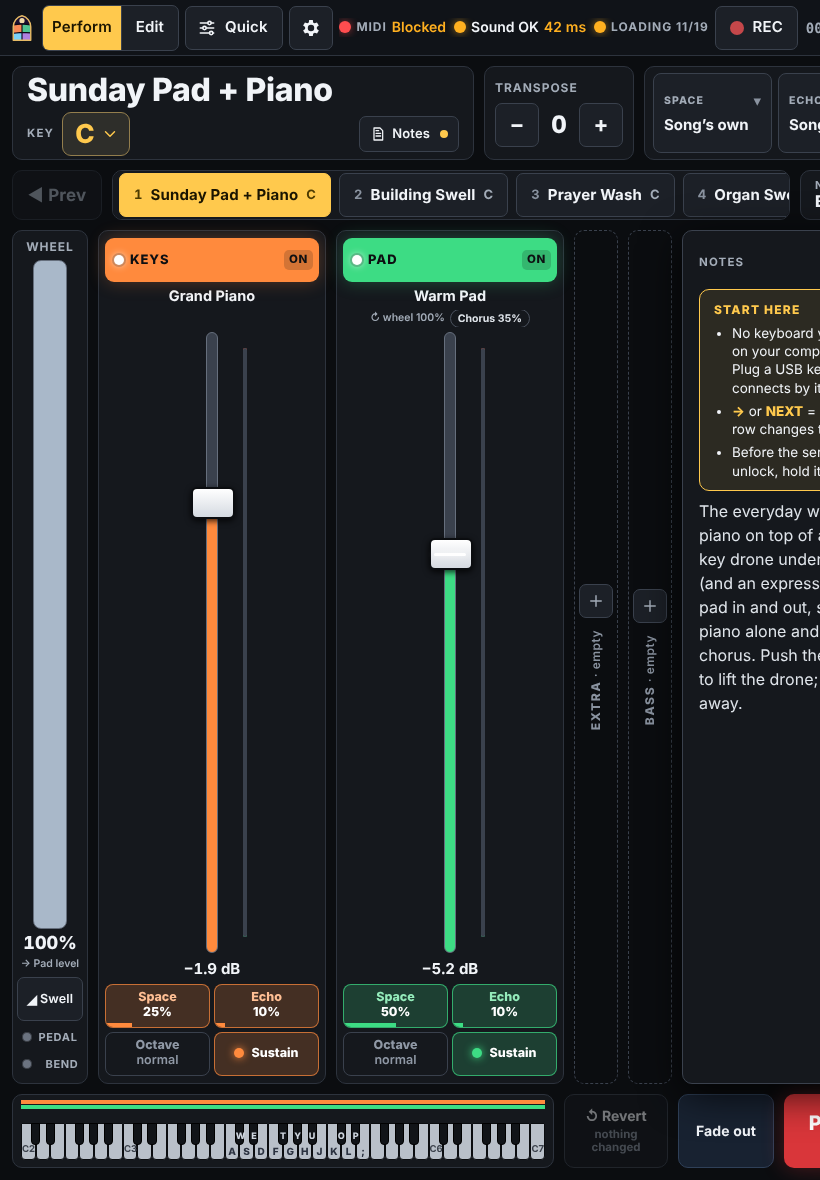 Perform Edit Quick MIDI Blocked Sound OK 42 ms LOADING 11/19 REC
Sunday Pad + Piano
KEY C Notes
TRANSPOSE
− 0 +
SPACE ▼
Song's own
ECHO
Song
◀ Prev
1 Sunday Pad + Piano C
2 Building Swell C
3 Prayer Wash C
4 Organ Swe
WHEEL
100%
→ Pad level
Swell
PEDAL
BEND
KEYS ON
Grand Piano
−1.9 dB
Space
25%
Echo
10%
Octave
normal
Sustain
PAD ON
Warm Pad
↻ wheel 100% Chorus 35%
−5.2 dB
Space
50%
Echo
10%
Octave
normal
Sustain
+
EXTRA · empty
+
BASS · empty
NOTES
START HERE
• No keyboard y
on your comp
Plug a USB ke
connects by it
• → or NEXT =
row changes t
• Before the ser
unlock, hold it
The everyday w
piano on top of a
key drone under
(and an express
pad in and out, s
piano alone and
chorus. Push the
to lift the drone;
away.
W E T Y U O P
C2 C3 A S D F G H J K L ; C6 C7
Revert
nothing
changed
Fade out
P